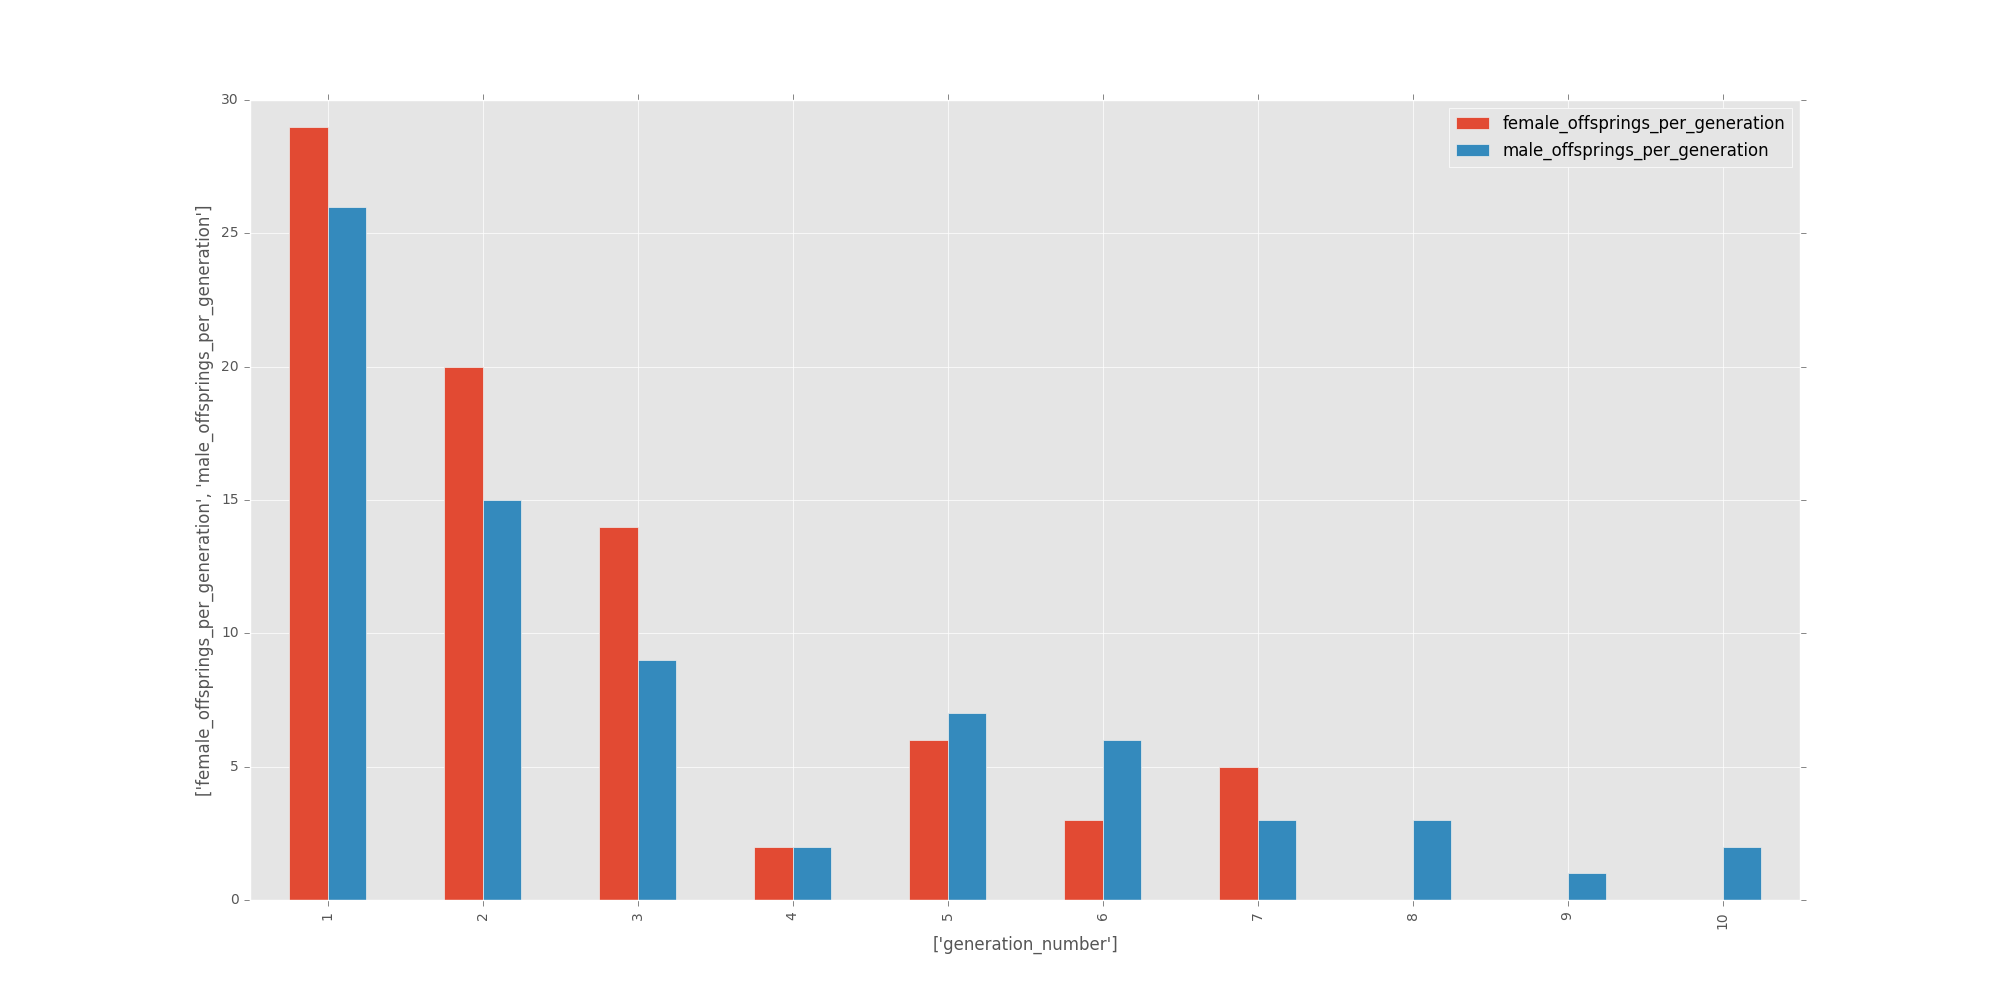 30
25
20
15
10
5
0
['female_offsprings_per_generation', 'male_offsprings_per_generation']
female_offsprings_per_generation
male_offsprings_per_generation
1 2 3 4 5 6 7 8 9 10
['generation_number']